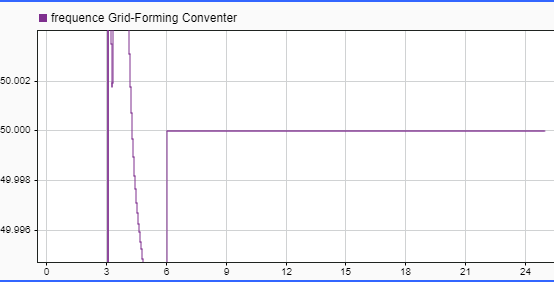 frequence Grid-Forming Conventer
50.002
50.000
49.998
49.996
0 3 6 9 12 15 18 21 24